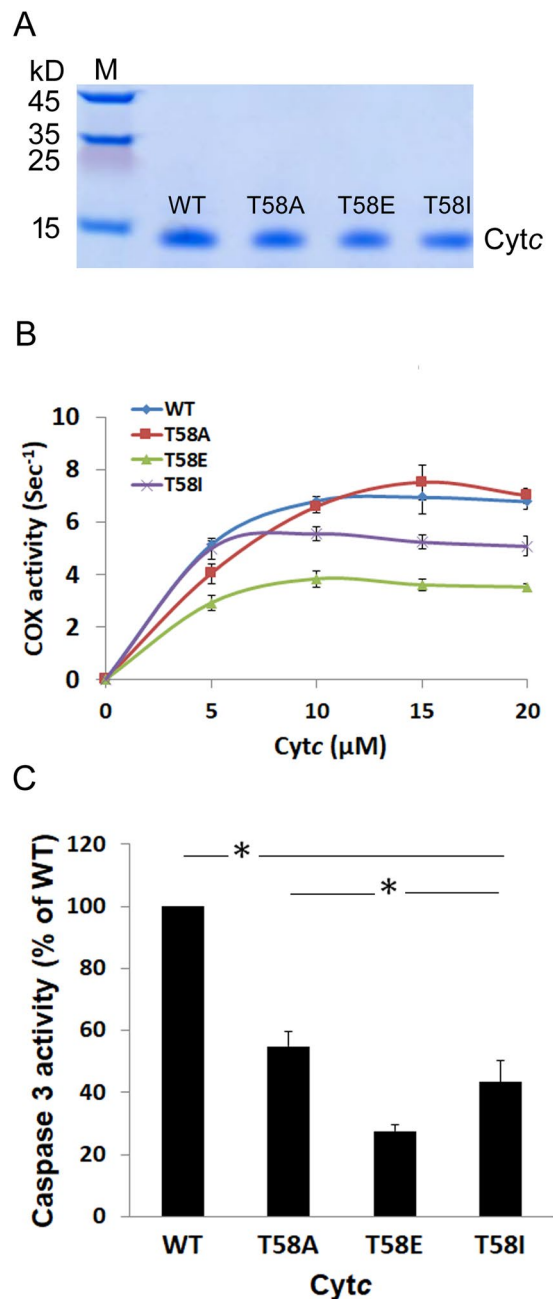 A
kD M
45
35
25
15
WT T58A T58E T58I
Cytc
B
10
8
6
4
2
0
COX activity (Sec-1)
WT
T58A
T58E
T58I
0 5 10 15 20
Cytc (µM)
C
120
100
80
60
40
20
0
Caspase 3 activity (% of WT)
*
*
WT T58A T58E T58I
Cytc